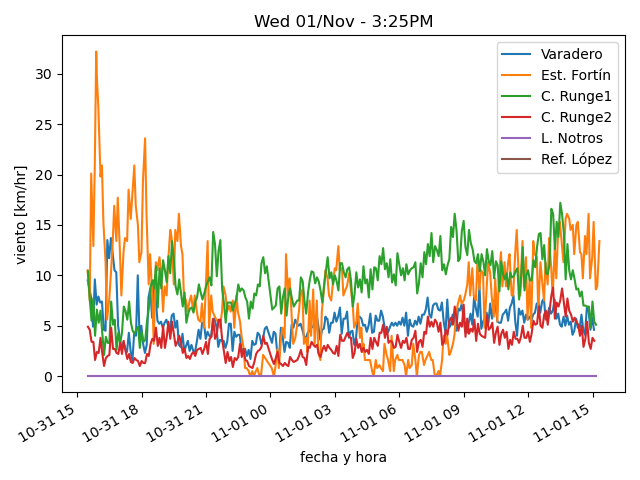 Wed 01/Nov - 3:25PM
Varadero
Est. Fortín
C. Runge1
C. Runge2
L. Notros
Ref. López
viento [km/hr]
30
25
20
15
10
5
0
10-31 15
10-31 18
10-31 21
11-01 00
11-01 03
11-01 06
11-01 09
11-01 12
11-01 15
fecha y hora